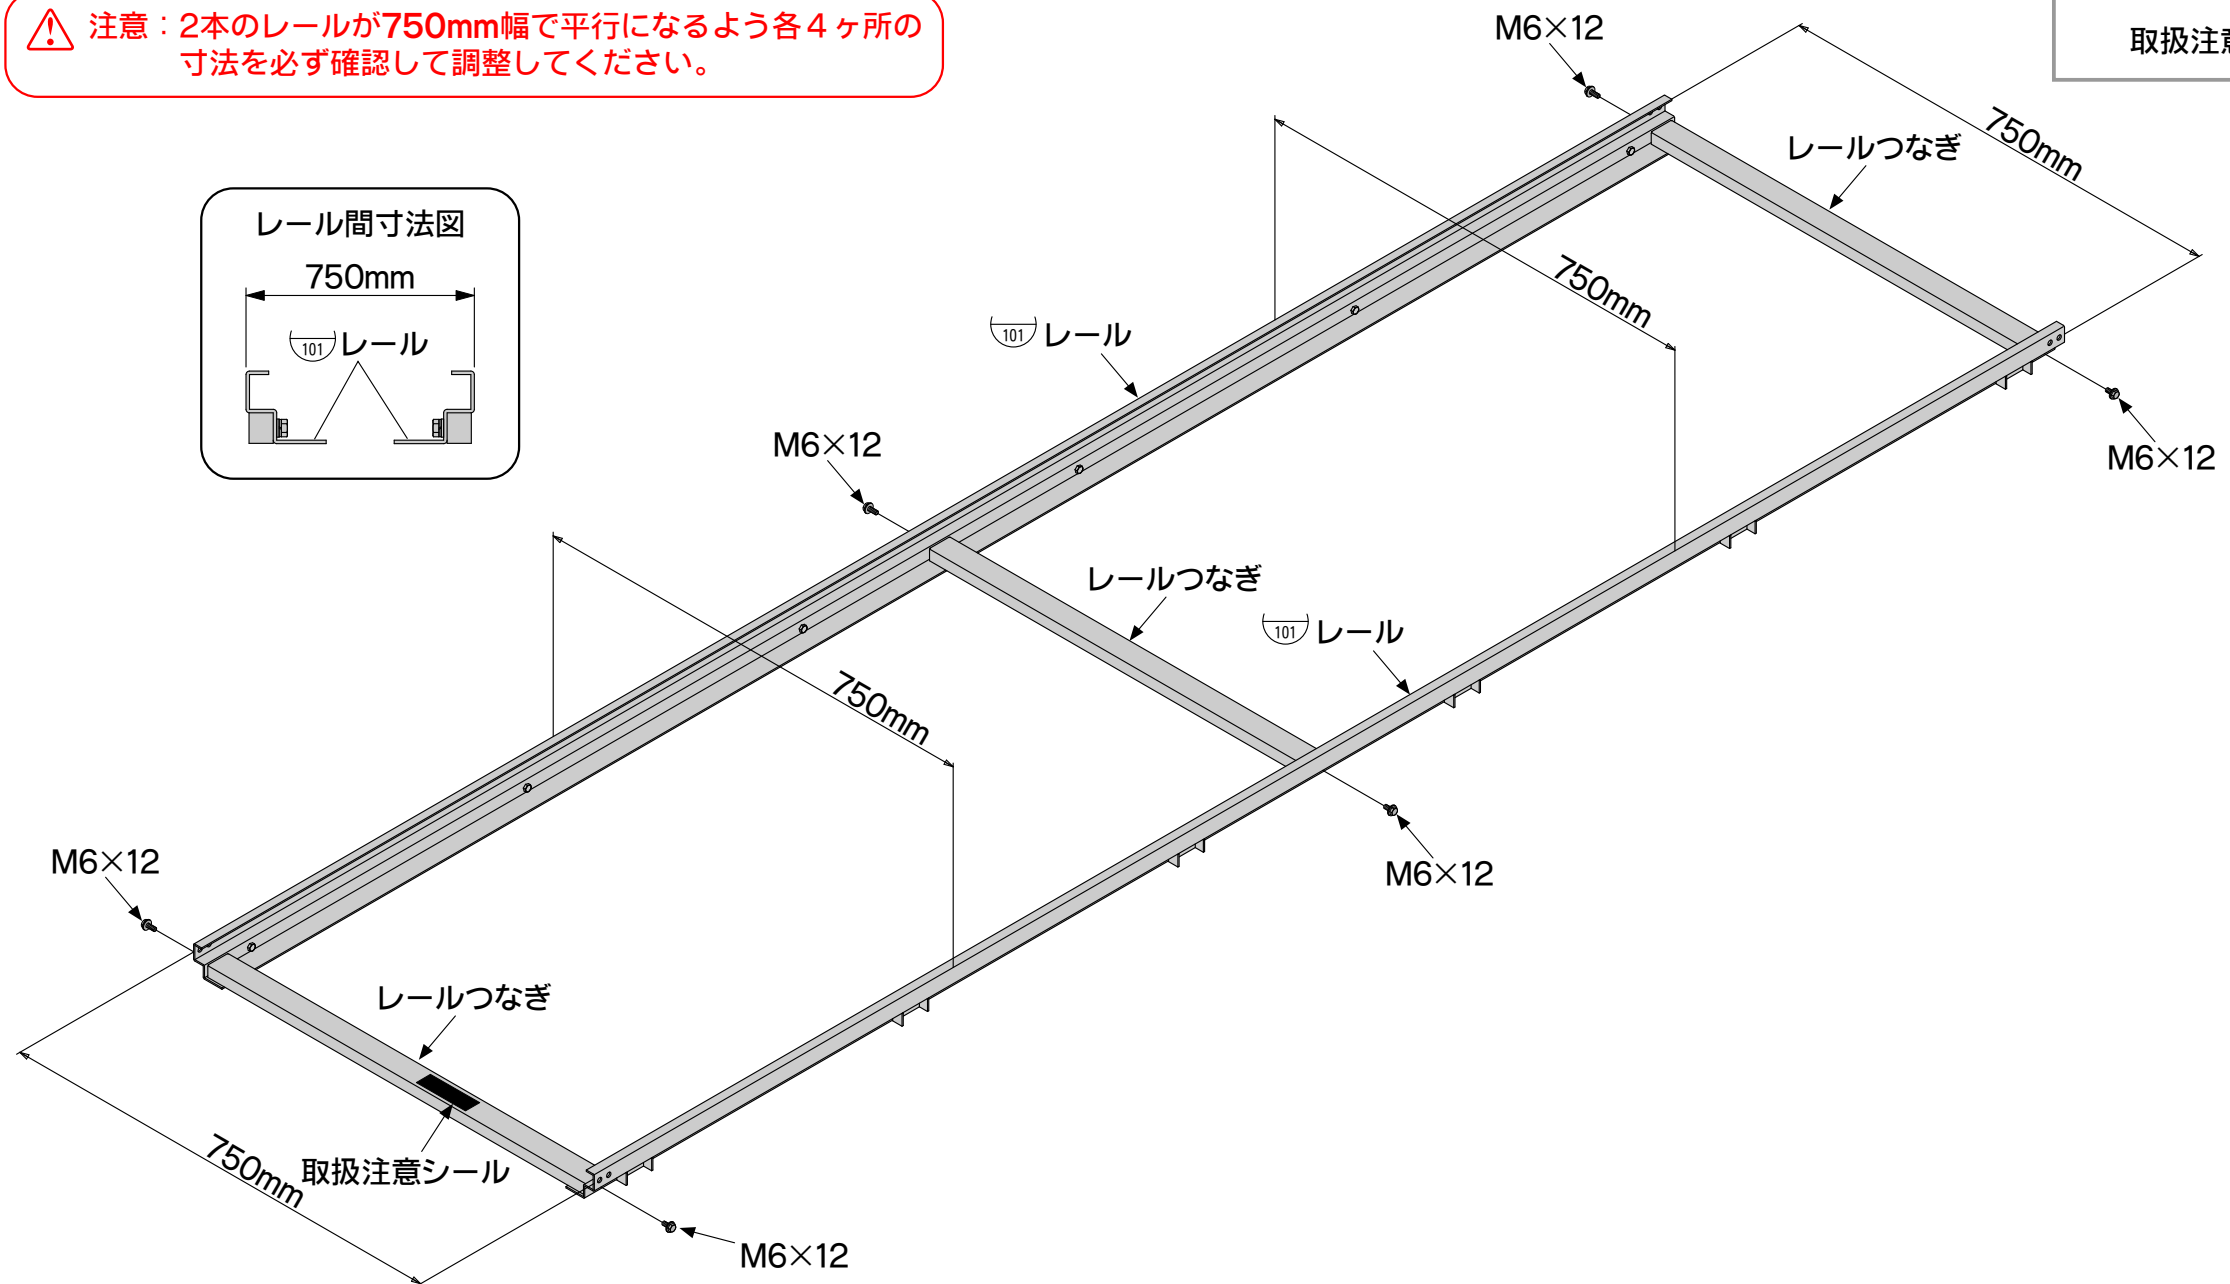 注意：2本のレールが750mm幅で平行になるよう各4ヶ所の
寸法を必ず確認して調整してください。
M6×12
取扱注意
750mm
レールつなぎ
レール間寸法図
750mm
101 レール
750mm
101 レール
M6×12
M6×12
レールつなぎ
101 レール
750mm
M6×12
M6×12
レールつなぎ
750mm
取扱注意シール
M6×12